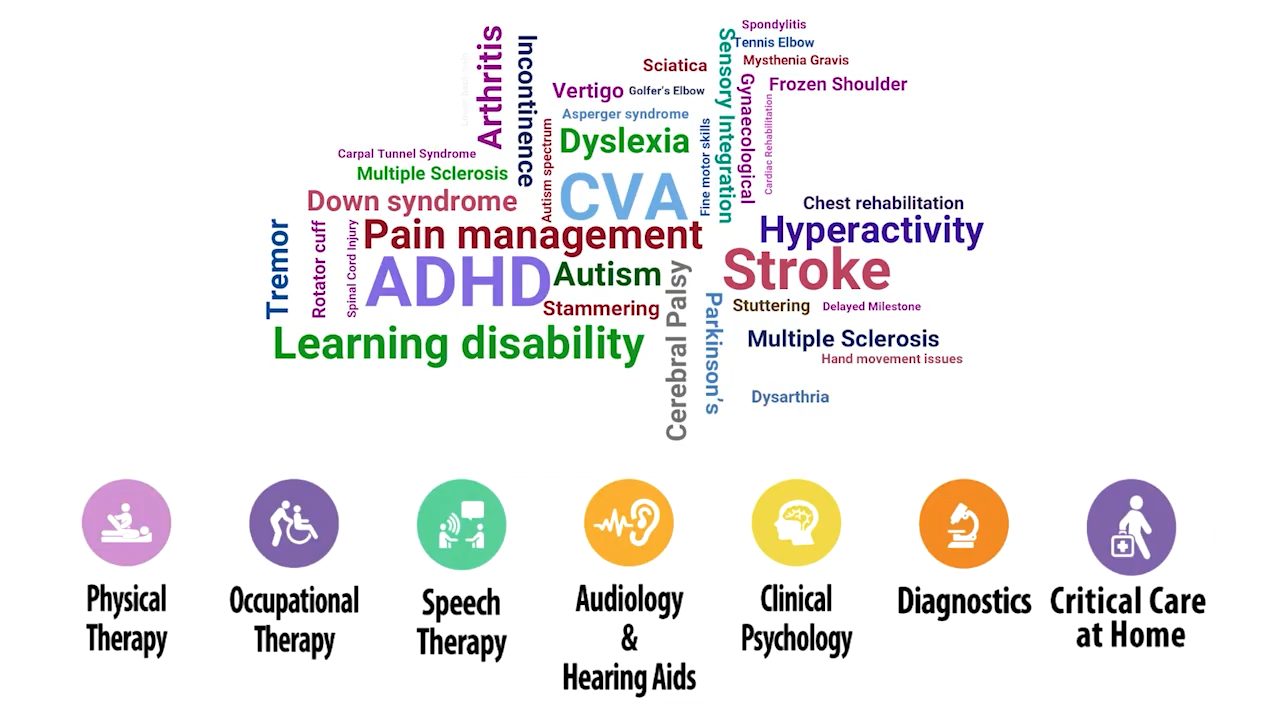 Spondylitis
Tennis Elbow
Mysthenia Gravis
Frozen Shoulder
Sciatica
Vertigo
Golfer's Elbow
Asperger syndrome
Dyslexia
CVA
Arthritis
Incontinence
Autism spectrum
Fine motor skills
Sensory Integration
Gynaecological
Cardiac Rehabilitation
Carpal Tunnel Syndrome
Multiple Sclerosis
Down syndrome
Pain management
Tremor
Rotator cuff
Spinal Cord Injury
ADHD
Autism
Stammering
Learning disability
Cerebral Palsy
Parkinson's
Chest rehabilitation
Hyperactivity
Stroke
Stuttering
Delayed Milestone
Multiple Sclerosis
Hand movement issues
Dysarthria
Physical
Therapy
Occupational
Therapy
Speech
Therapy
Audiology
&
Hearing Aids
Clinical
Psychology
Diagnostics
Critical Care
at Home